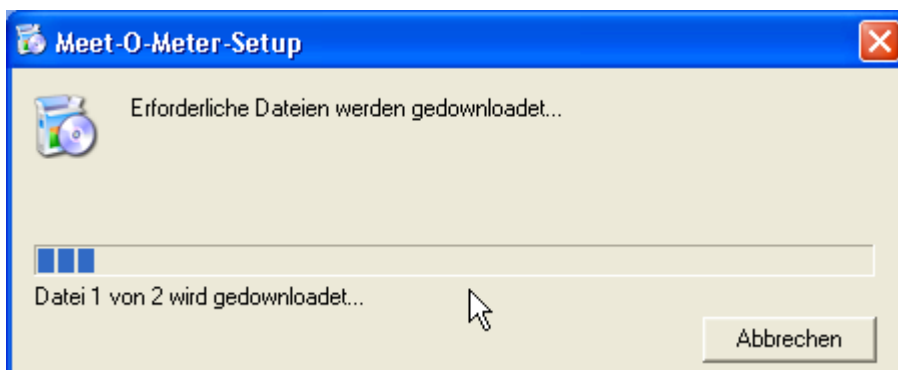 Meet-O-Meter-Setup
Erforderliche Dateien werden gedownloadet...
Datei 1 von 2 wird gedownloadet...
Abbrechen